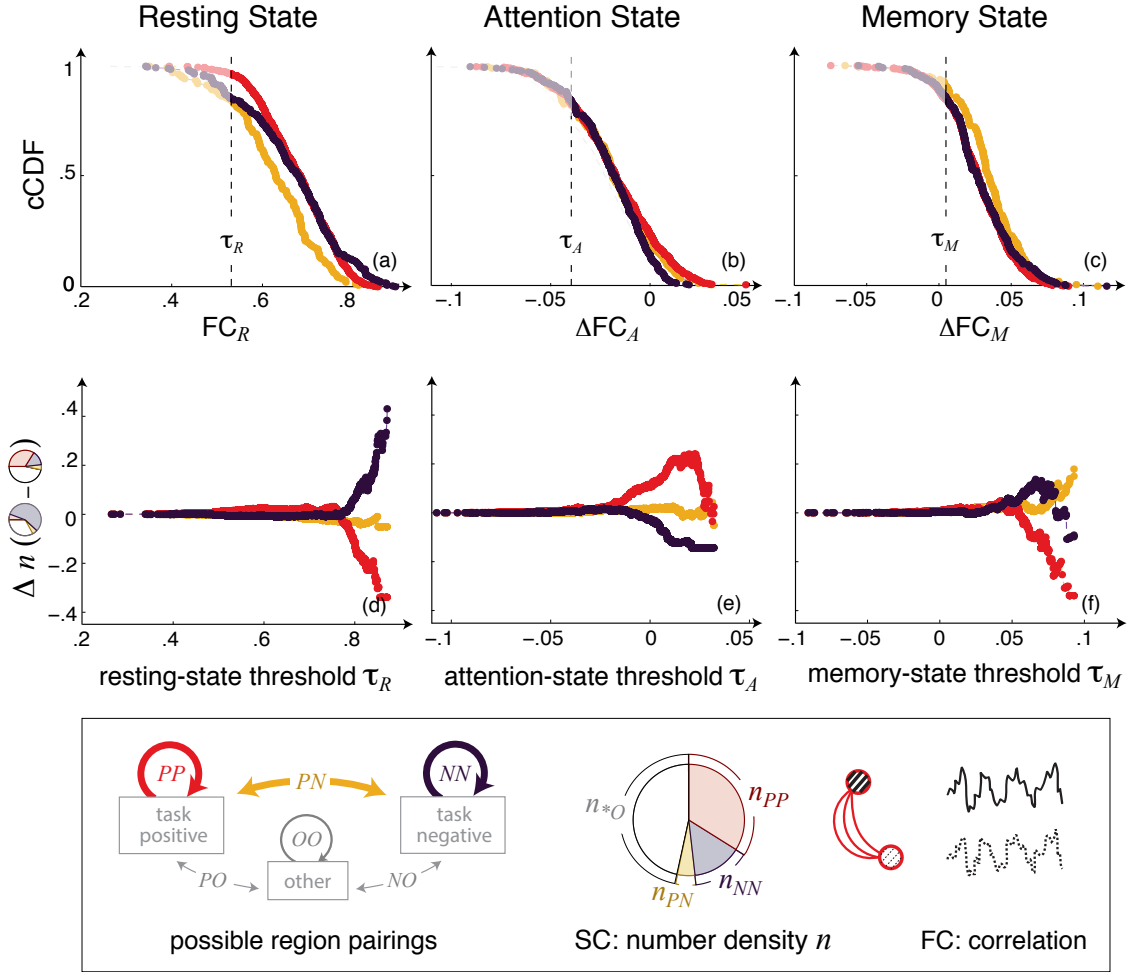 Resting State
Attention State
Memory State
cCDF
1
.5
0
τR
(a)
.2
.4
.6
.8
FCR
τA
(b)
−.1
−.05
0
.05
ΔFCA
τM
(c)
−.1
−.05
0
.05
.1
ΔFCM
Δ n ( − )
.4
.2
0
−.2
−.4
(d)
.2
.4
.6
.8
resting-state threshold τR
(e)
−.1
−.05
0
.05
attention-state threshold τA
(f)
−.1
−.05
0
.05
.1
memory-state threshold τM
PP
PN
NN
task
positive
task
negative
OO
PO
other
NO
possible region pairings
n*O
nPP
nNN
nPN
SC: number density n
FC: correlation